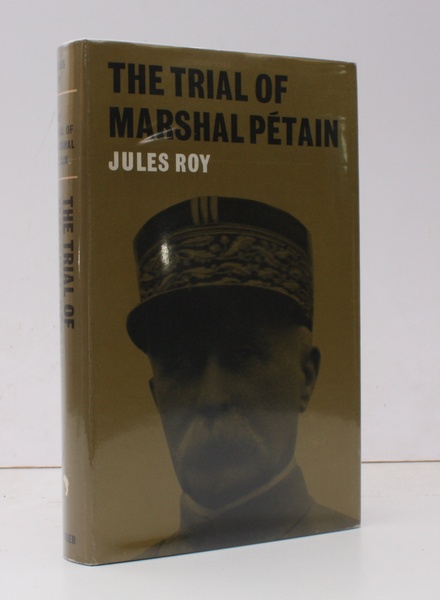 THE TRIAL OF
MARSHAL PÉTAIN
JULES ROY
THE TRIAL OF